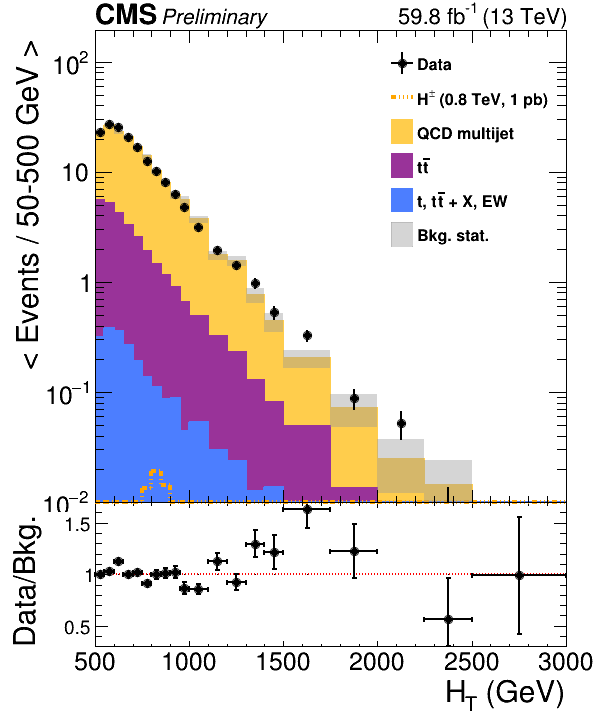 CMS Preliminary 59.8 fb⁻¹ (13 TeV)
< Events / 50-500 GeV >
10²
10
1
10⁻¹
10⁻²
Data
H± (0.8 TeV, 1 pb)
QCD multijet
tt̄
t, tt̄ + X, EW
Bkg. stat.
Data/Bkg.
1.5
1
0.5
500 1000 1500 2000 2500 3000
H_T (GeV)